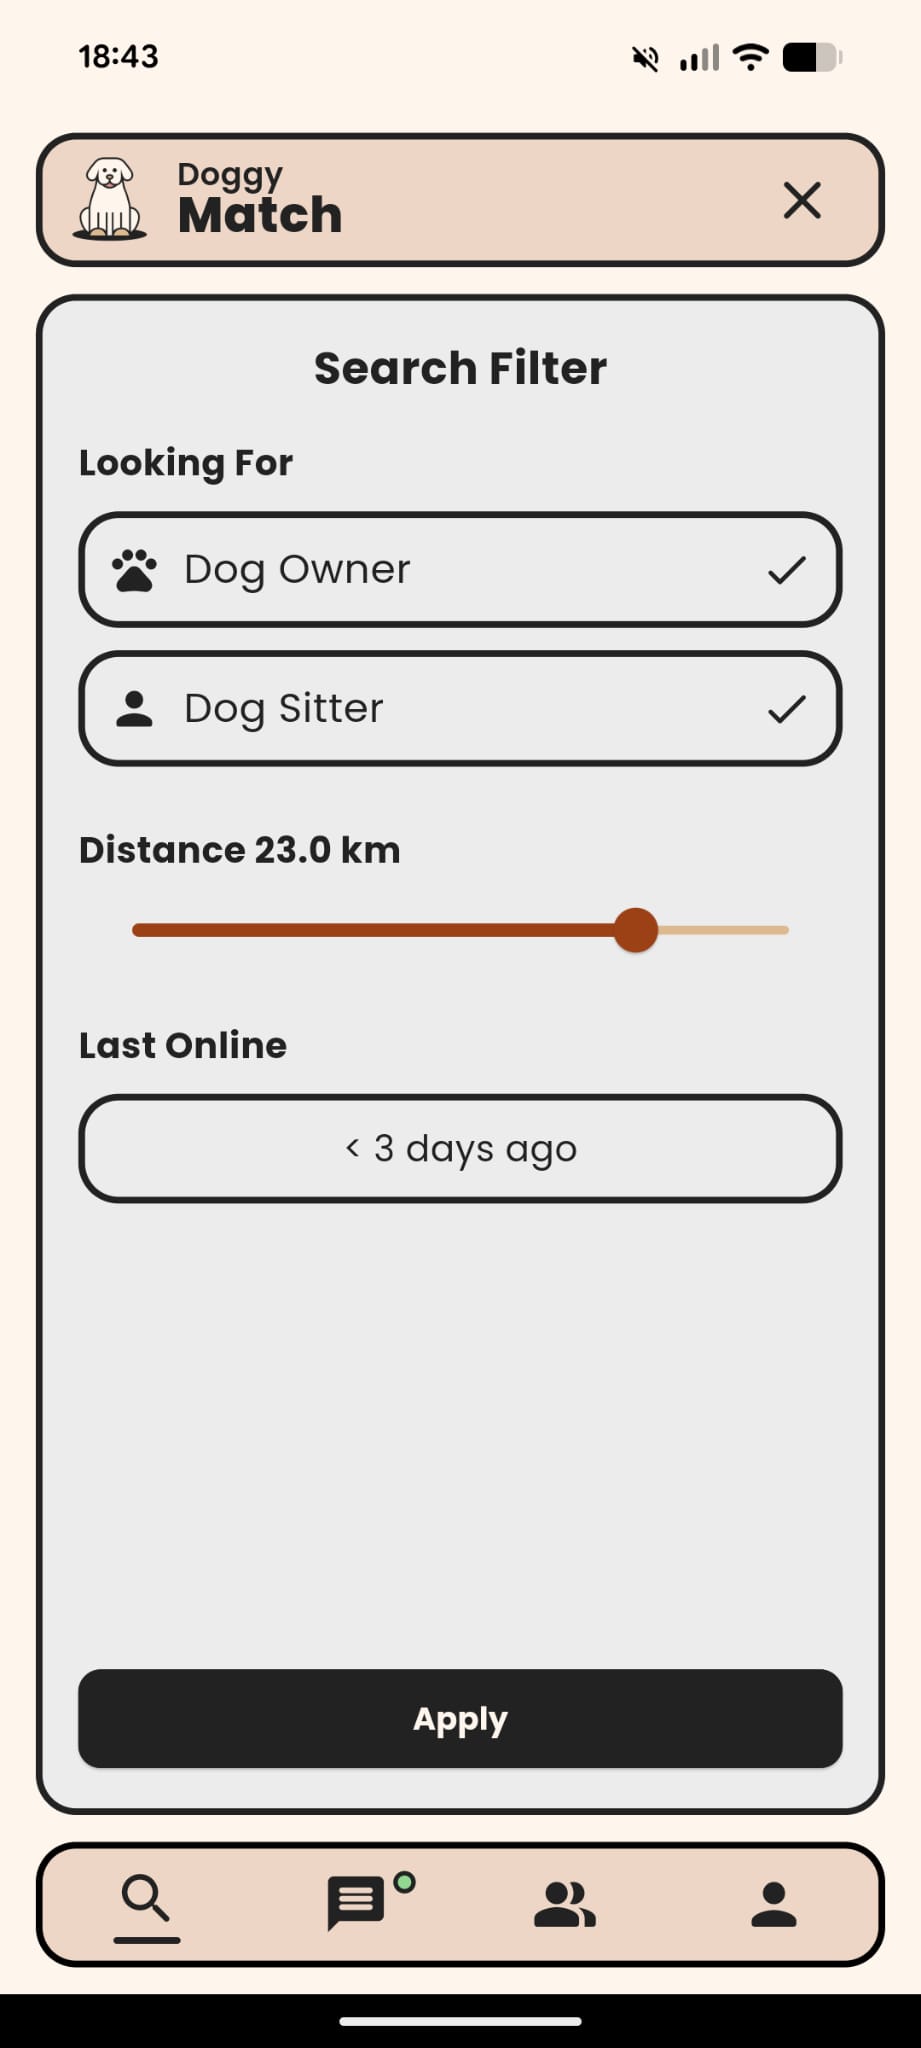 18:43
Doggy
Match
Search Filter
Looking For
Dog Owner
Dog Sitter
Distance 23.0 km
Last Online
< 3 days ago
Apply